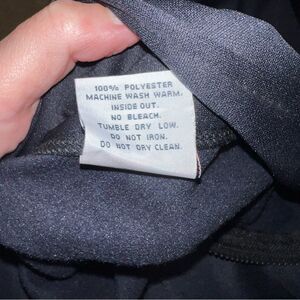 100% POLYESTER
MACHINE WASH WARM.
INSIDE OUT.
NO BLEACH.
TUMBLE DRY LOW.
DO NOT IRON.
DO NOT DRY CLEAN.